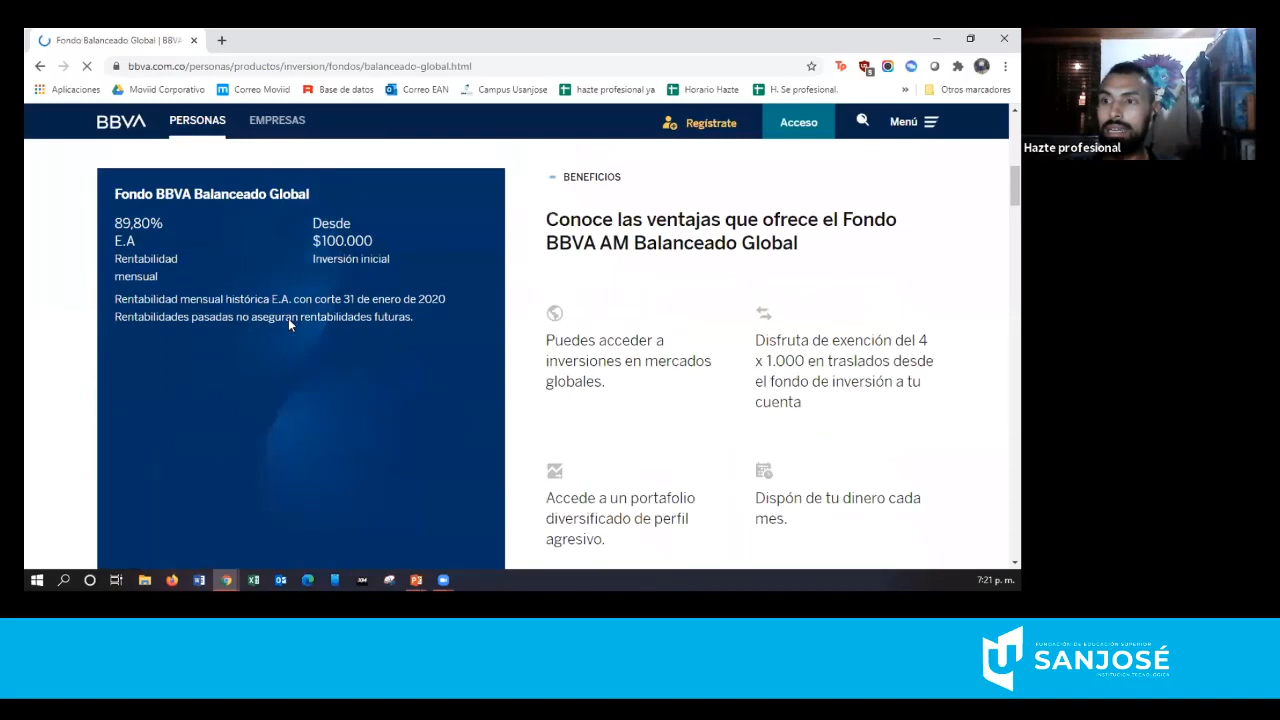 Fondo Balanceado Global | BBVA
bbva.com.co/personas/productos/inversion/fondos/balanceado-global.html
Aplicaciones
Moviid Corporativo
Correo Moviid
Base de datos
Correo EAN
Campus Usanjose
hazte profesional ya
Horario Hazte
H. Se profesional.
»
Otros marcadores
BBVA
PERSONAS
EMPRESAS
Regístrate
Acceso
Menú
Fondo BBVA Balanceado Global
89,80%
E.A
Rentabilidad
mensual
Desde
$100.000
Inversión inicial
Rentabilidad mensual histórica E.A. con corte 31 de enero de 2020
Rentabilidades pasadas no aseguran rentabilidades futuras.
BENEFICIOS
Conoce las ventajas que ofrece el Fondo
BBVA AM Balanceado Global
Puedes acceder a
inversiones en mercados
globales.
Disfruta de exención del 4
x 1.000 en traslados desde
el fondo de inversión a tu
cuenta
Accede a un portafolio
diversificado de perfil
agresivo.
Dispón de tu dinero cada
mes.
7:21 p. m.
Hazte profesional
FUNDACIÓN DE EDUCACIÓN SUPERIOR
SANJOSÉ
INSTITUCIÓN TECNOLÓGICA